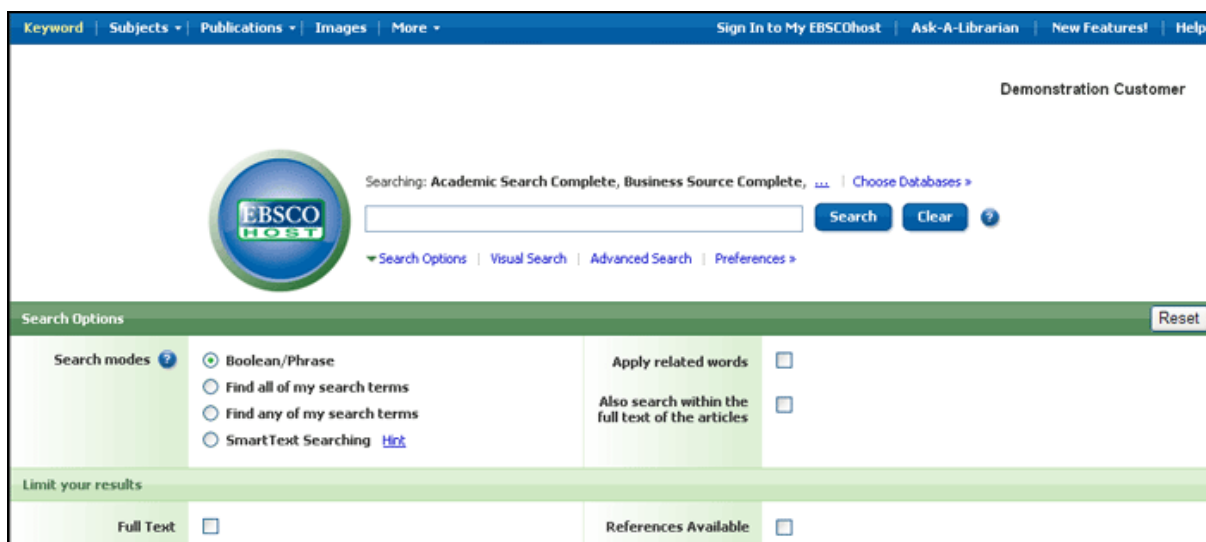 Keyword | Subjects | Publications | Images | More Sign In to My EBSCOhost | Ask-A-Librarian | New Features! | Help
Demonstration Customer
Searching: Academic Search Complete, Business Source Complete, ... | Choose Databases »
EBSCO
HOST
Search Clear ?
Search Options | Visual Search | Advanced Search | Preferences »
Search Options Reset
Search modes ? Boolean/Phrase
Find all of my search terms
Find any of my search terms
SmartText Searching Hint
Apply related words
Also search within the
full text of the articles
Limit your results
Full Text References Available